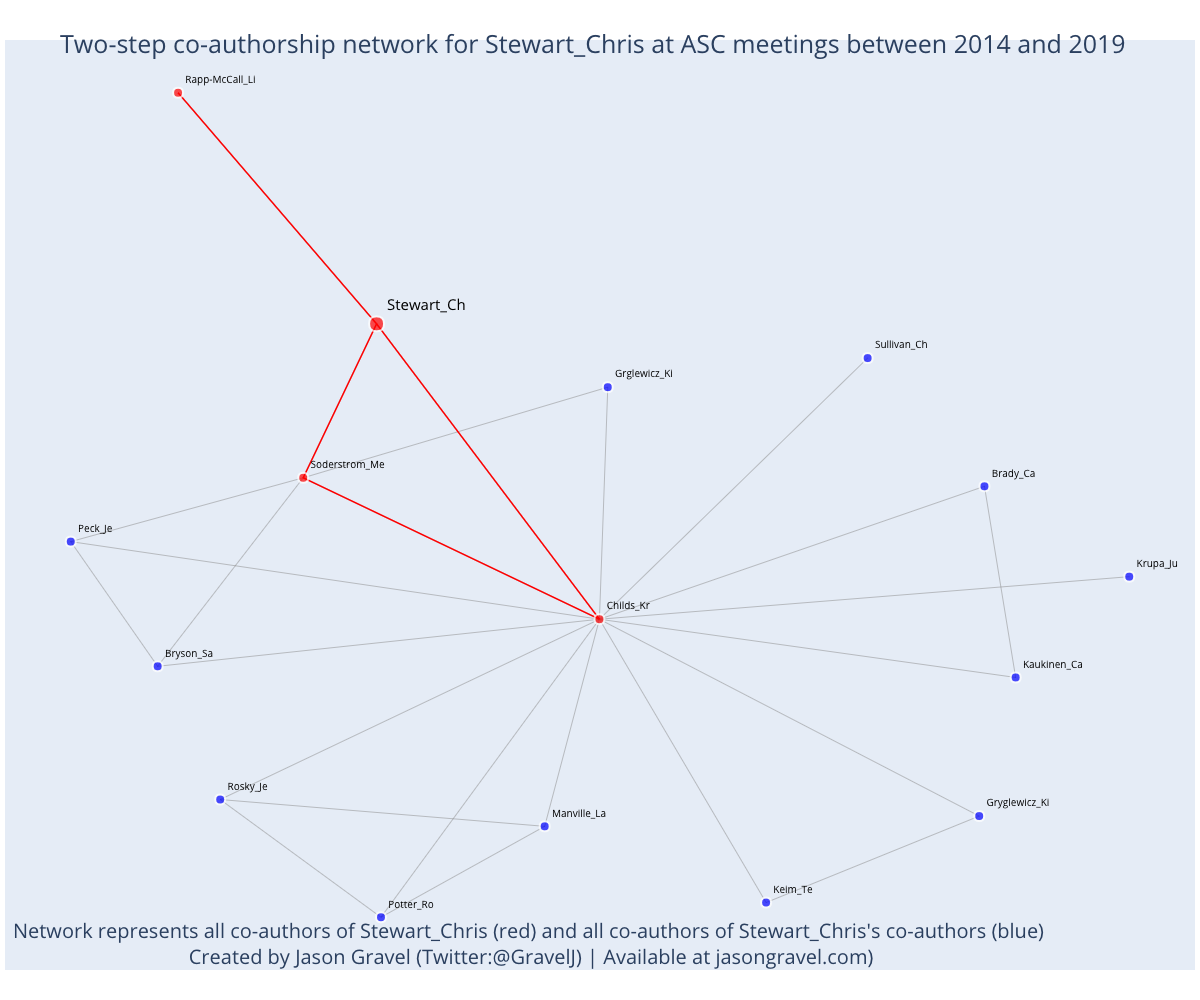 Two-step co-authorship network for Stewart_Chris at ASC meetings between 2014 and 2019
Rapp-McCall_Li
Stewart_Ch
Sullivan_Ch
Grglewicz_Ki
Soderstrom_Me
Brady_Ca
Peck_Je
Krupa_Ju
Childs_Kr
Bryson_Sa
Kaukinen_Ca
Rosky_Je
Gryglewicz_Ki
Manville_La
Keim_Te
Potter_Ro
Network represents all co-authors of Stewart_Chris (red) and all co-authors of Stewart_Chris's co-authors (blue)
Created by Jason Gravel (Twitter:@GravelJ) | Available at jasongravel.com)